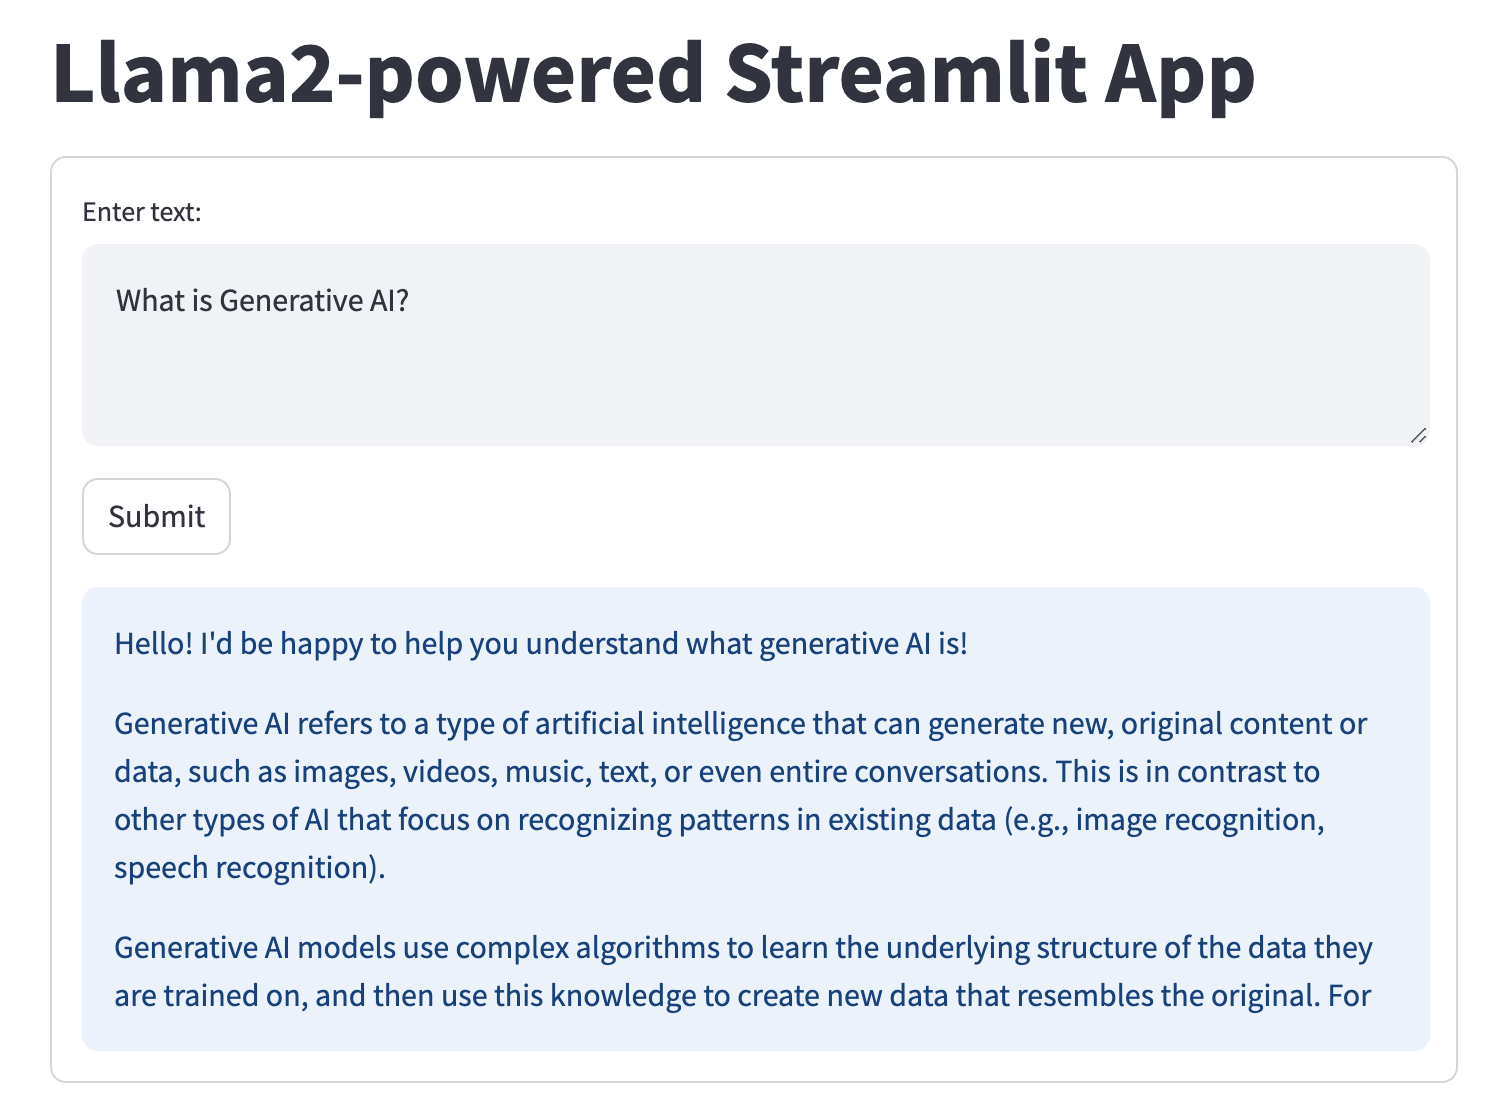 Llama2-powered Streamlit App
Enter text:
What is Generative AI?
Submit
Hello! I'd be happy to help you understand what generative AI is!
Generative AI refers to a type of artificial intelligence that can generate new, original content or
data, such as images, videos, music, text, or even entire conversations. This is in contrast to
other types of AI that focus on recognizing patterns in existing data (e.g., image recognition,
speech recognition).
Generative AI models use complex algorithms to learn the underlying structure of the data they
are trained on, and then use this knowledge to create new data that resembles the original. For